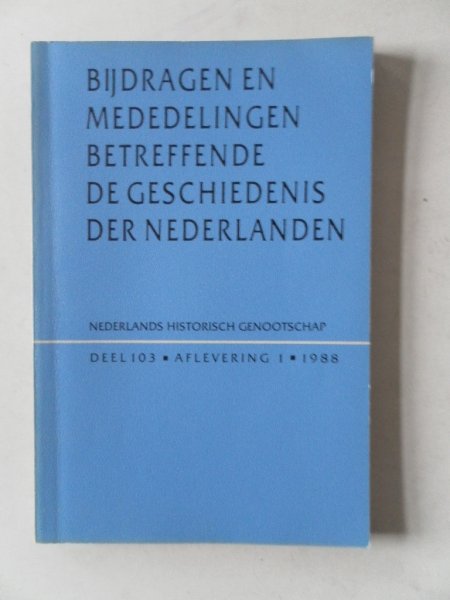 BIJDRAGEN EN
MEDEDELINGEN
BETREFFENDE
DE GESCHIEDENIS
DER NEDERLANDEN
NEDERLANDS HISTORISCH GENOOTSCHAP
DEEL 103 ▪ AFLEVERING 1 ▪ 1988